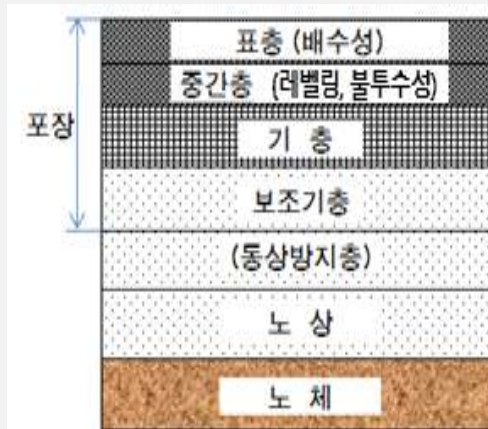 표층 (배수성)
중간층 (레벨링, 불투수성)
포장
기 층
보조기층
(동상방지층)
노 상
노 체